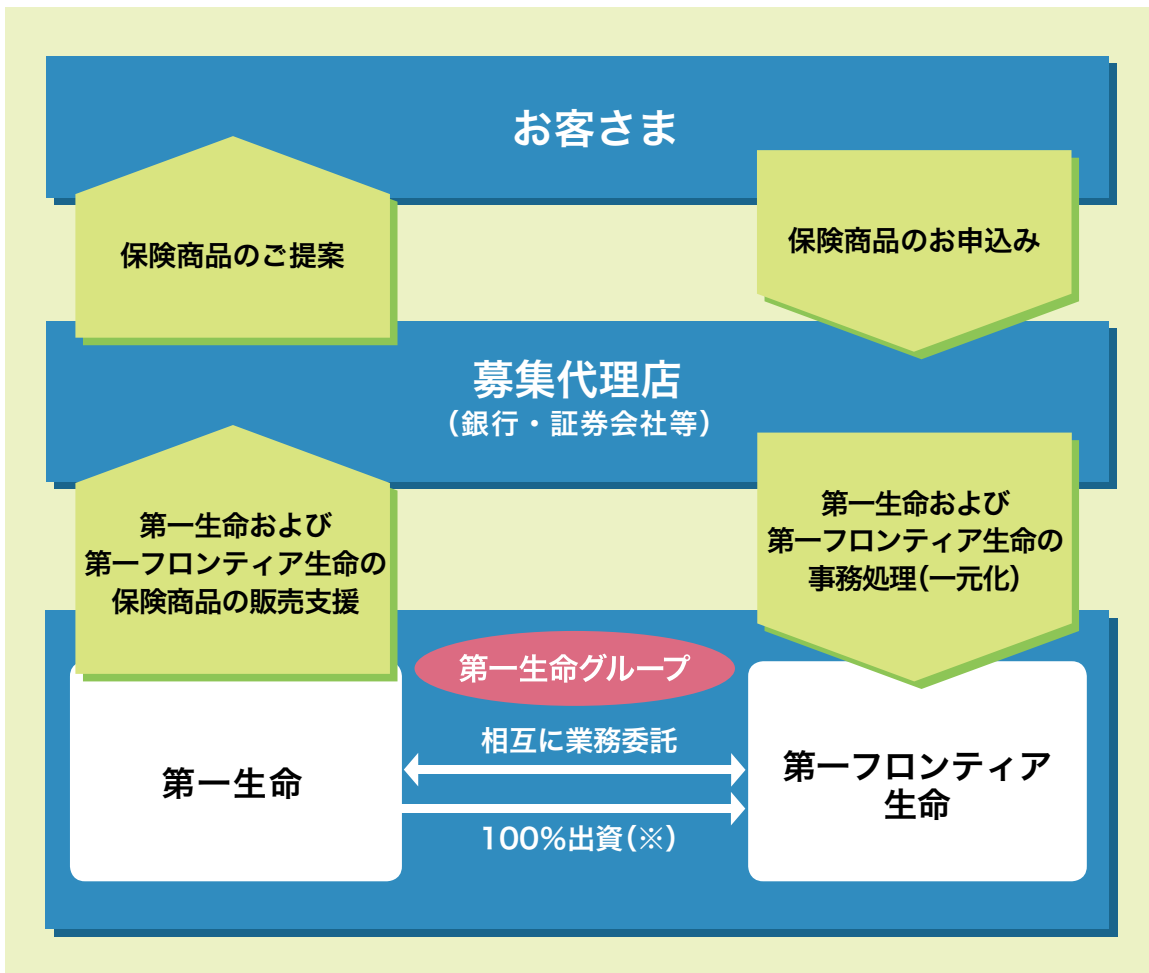 お客さま
保険商品のご提案
保険商品のお申込み
募集代理店
（銀行・証券会社等）
第一生命および
第一フロンティア生命の
保険商品の販売支援
第一生命および
第一フロンティア生命の
事務処理（一元化）
第一生命グループ
相互に業務委託
第一生命
第一フロンティア
生命
100%出資（※）